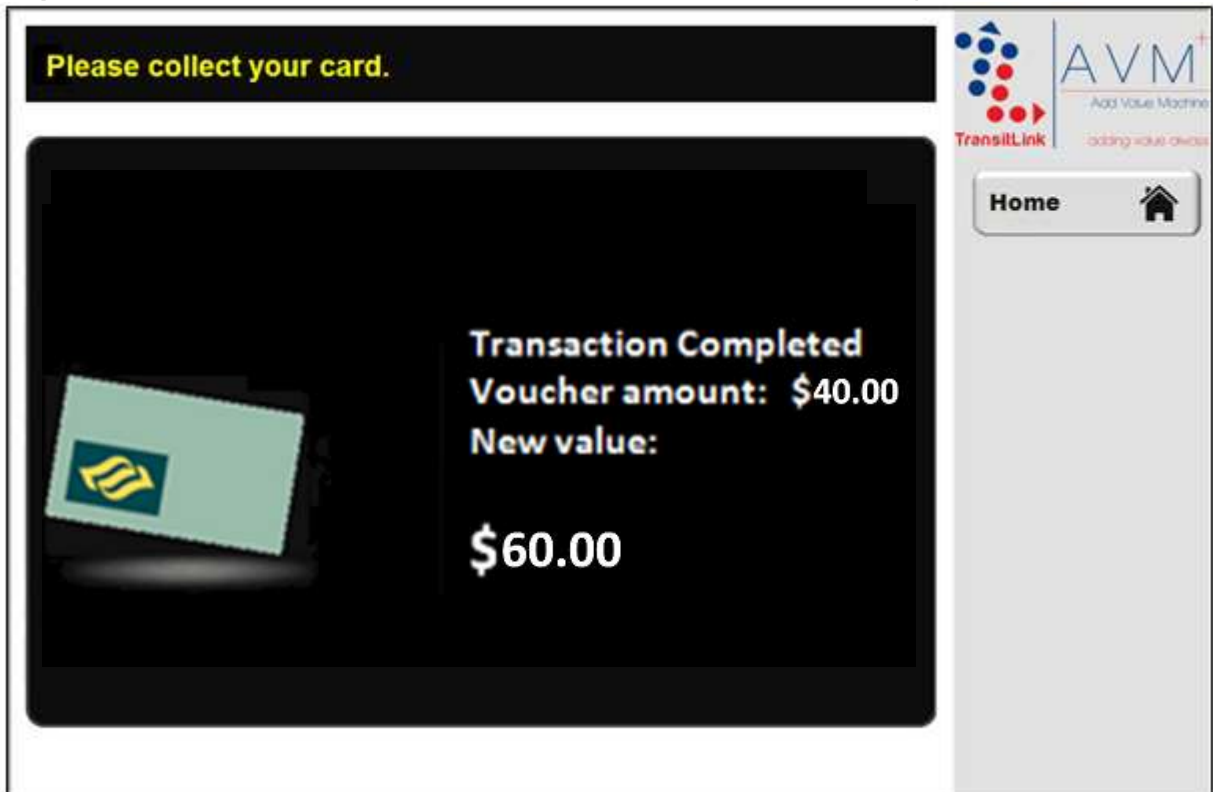 Please collect your card.
AVM+
Add Value Machine
TransitLink
adding value always
Home
Transaction Completed
Voucher amount: $40.00
New value:
$60.00